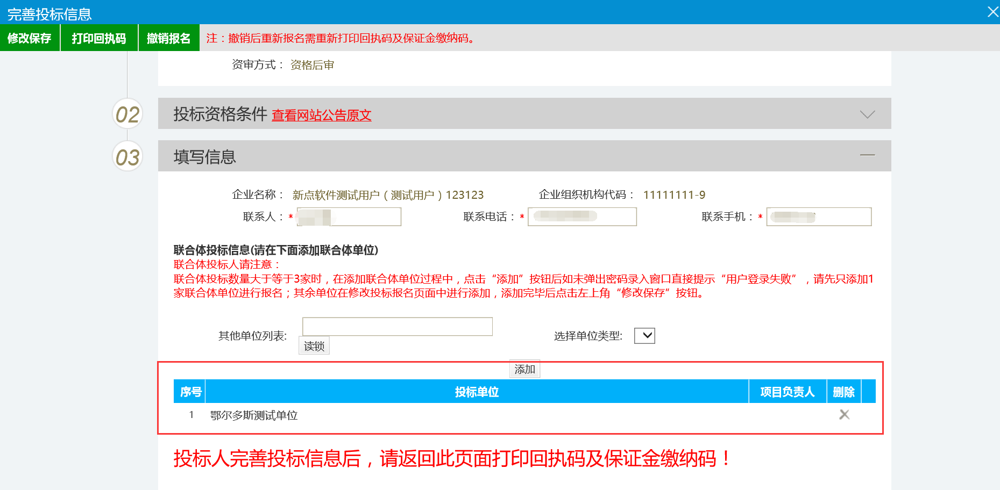 完善投标信息
修改保存 打印回执码 撤销报名 注：撤销后重新报名需重新打印回执码及保证金缴纳码。
资审方式： 资格后审
02 投标资格条件 查看网站公告原文
03 填写信息
企业名称： 新点软件测试用户（测试用户）123123 企业组织机构代码： 11111111-9
联系人：* 联系电话：* 联系手机：*
联合体投标信息(请在下面添加联合体单位)
联合体投标人请注意：
联合体投标数量大于等于3家时，在添加联合体单位过程中，点击“添加”按钮后如未弹出密码录入窗口直接提示“用户登录失败”，请先只添加1
家联合体单位进行报名；其余单位在修改投标报名页面中进行添加，添加完毕后点击左上角“修改保存”按钮。
其他单位列表: 选择单位类型:
读锁
添加
序号 投标单位 项目负责人 删除
1 鄂尔多斯测试单位
投标人完善投标信息后，请返回此页面打印回执码及保证金缴纳码！